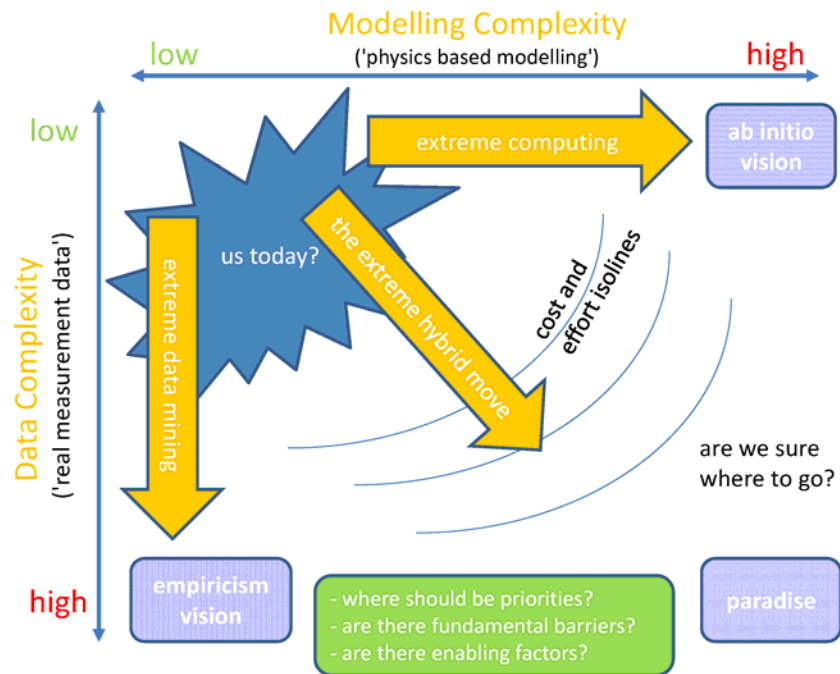 Modelling Complexity
('physics based modelling')
low
high
low
extreme computing
ab initio
vision
us today?
the extreme hybrid move
extreme data mining
cost and
effort isolines
Data Complexity
('real measurement data')
are we sure
where to go?
high
empiricism
vision
- where should be priorities?
- are there fundamental barriers?
- are there enabling factors?
paradise